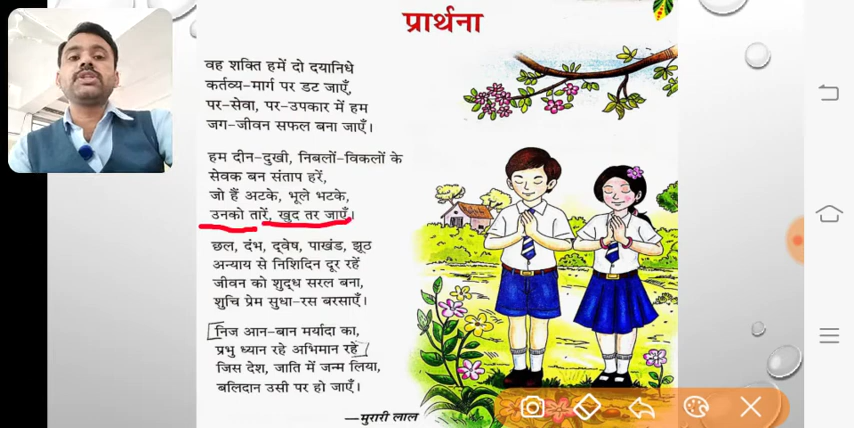 प्रार्थना
वह शक्ति हमें दो दयानिधे
कर्तव्य-मार्ग पर डट जाएँ,
पर-सेवा, पर-उपकार में हम
जग-जीवन सफल बना जाएँ।
हम दीन-दुखी, निबलों-विकलों के
सेवक बन संताप हरें,
जो हैं अटके, भूले भटके,
उनको तारें, खुद तर जाएँ।
छल, दंभ, द्वेष, पाखंड, झूठ
अन्याय से निशिदिन दूर रहें
जीवन को शुद्ध सरल बना,
शुचि प्रेम सुधा-रस बरसाएँ।
निज आन-बान मर्यादा का,
प्रभु ध्यान रहे अभिमान रहे
जिस देश, जाति में जन्म लिया,
बलिदान उसी पर हो जाएँ।
—मुरारी लाल